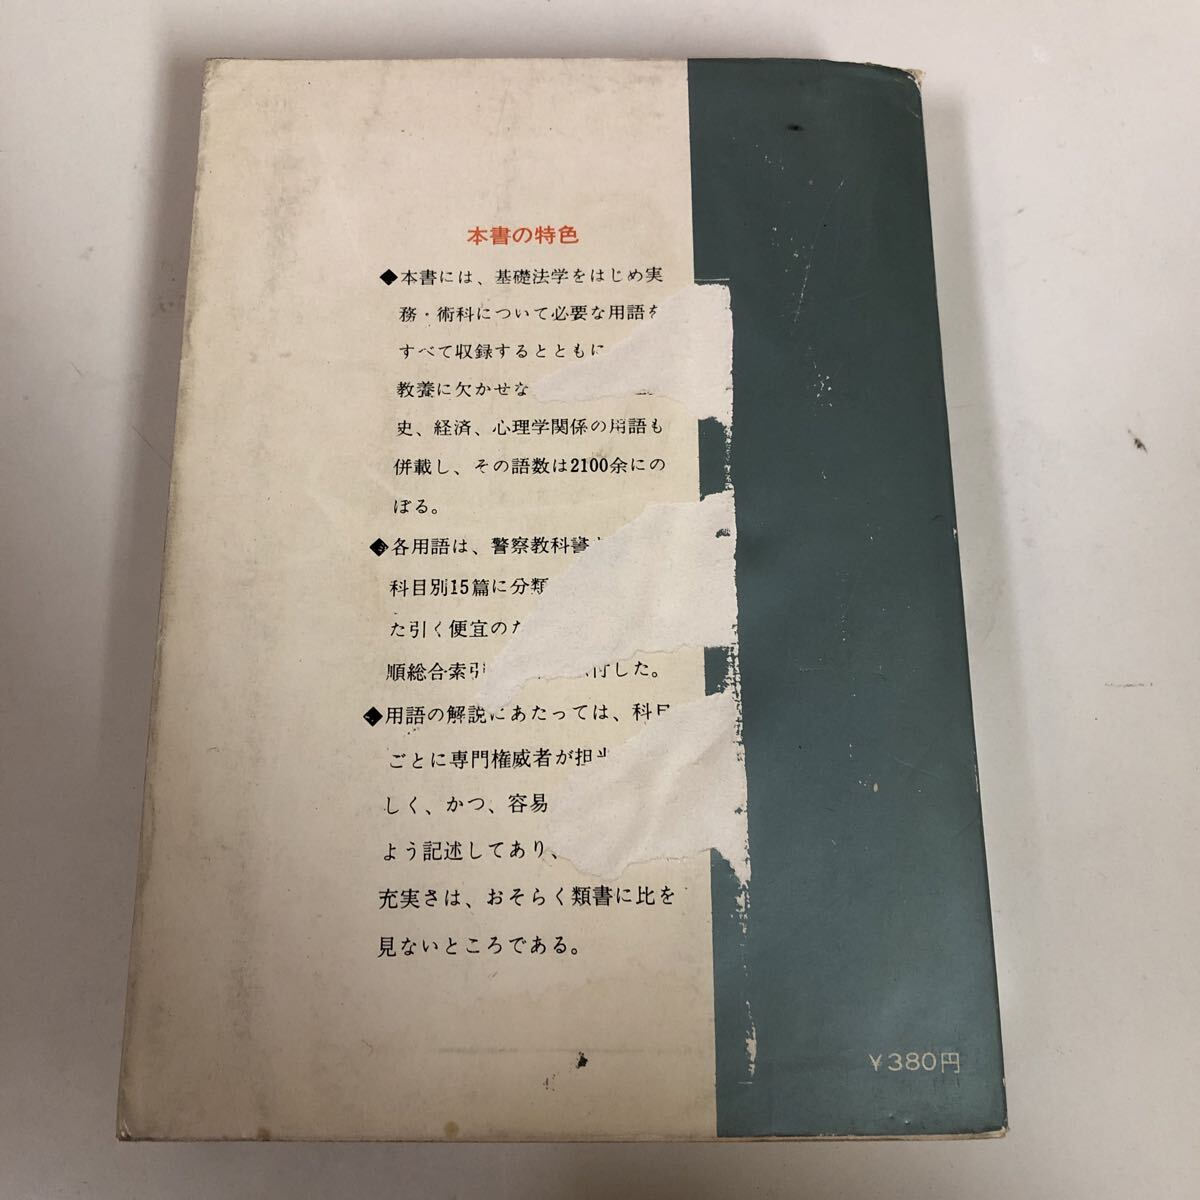 本書の特色
◆本書には、基礎法学をはじめ実
務・術科について必要な用語を
すべて収録するとともに
教養に欠かせな
史、経済、心理学関係の用語も
併載し、その語数は2100余にの
ぼる。
◆各用語は、警察教科書
科目別15篇に分類
た引く便宜のた
順総合索引 付した。
◆用語の解説にあたっては、科目
ごとに専門権威者が担当
しく、かつ、容易
よう記述してあり、
充実さは、おそらく類書に比を
見ないところである。
¥380円